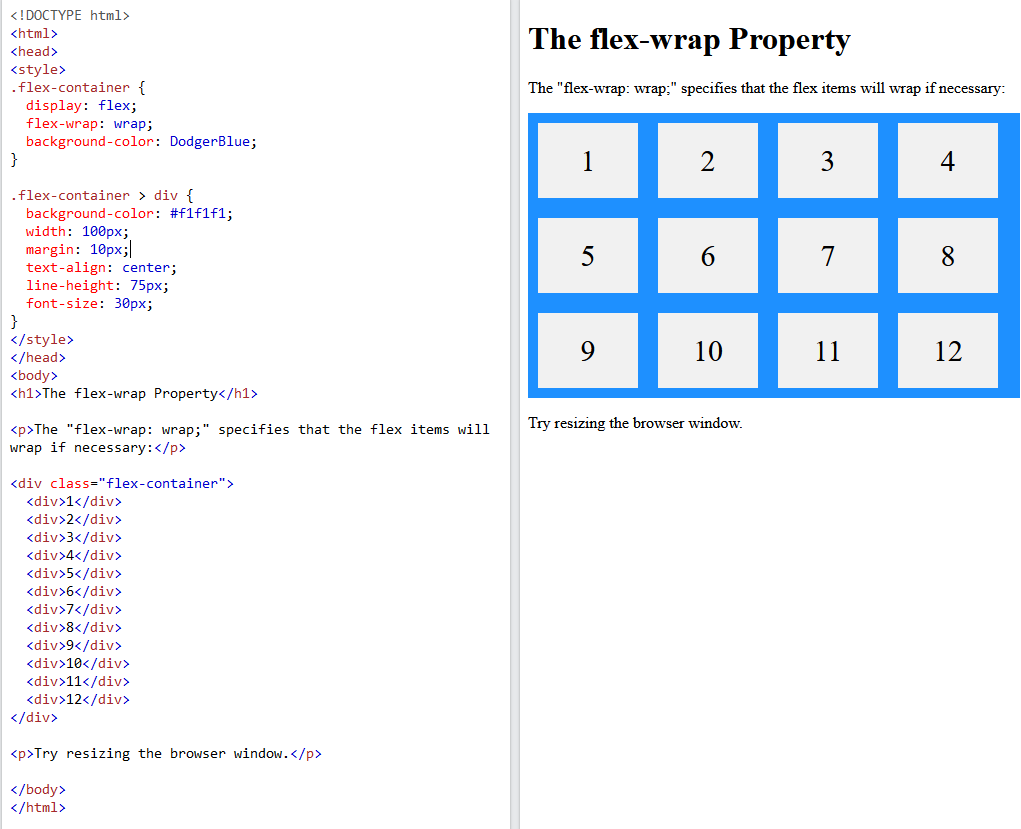 <!DOCTYPE html>
<html>
<head>
<style>
.flex-container {
  display: flex;
  flex-wrap: wrap;
  background-color: DodgerBlue;
}

.flex-container > div {
  background-color: #f1f1f1;
  width: 100px;
  margin: 10px;
  text-align: center;
  line-height: 75px;
  font-size: 30px;
}
</style>
</head>
<body>
<h1>The flex-wrap Property</h1>

<p>The "flex-wrap: wrap;" specifies that the flex items will
wrap if necessary:</p>

<div class="flex-container">
  <div>1</div>
  <div>2</div>
  <div>3</div>
  <div>4</div>
  <div>5</div>
  <div>6</div>
  <div>7</div>
  <div>8</div>
  <div>9</div>
  <div>10</div>
  <div>11</div>
  <div>12</div>
</div>

<p>Try resizing the browser window.</p>

</body>
</html>
The flex-wrap Property
The "flex-wrap: wrap;" specifies that the flex items will wrap if necessary:
1 2 3 4
5 6 7 8
9 10 11 12
Try resizing the browser window.